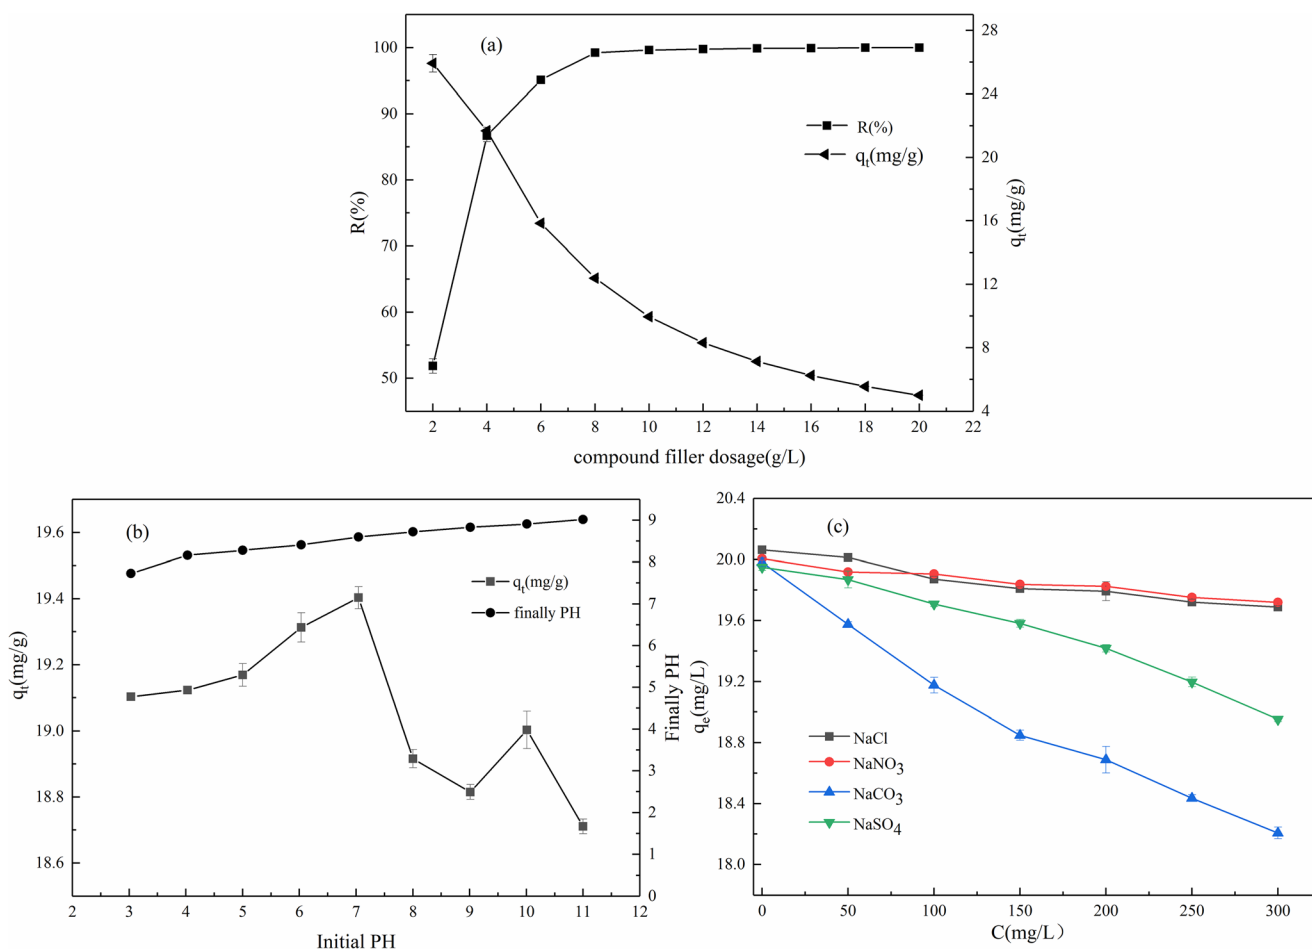 (a)
100
90
80
70
60
50
R(%)
28
24
20
16
12
8
4
qt(mg/g)
R(%)
qt(mg/g)
2 4 6 8 10 12 14 16 18 20 22
compound filler dosage(g/L)
(b)
19.6
19.4
19.2
19.0
18.8
18.6
qt(mg/g)
9
8
7
6
5
4
3
2
1
0
Finally PH
qt(mg/g)
finally PH
2 3 4 5 6 7 8 9 10 11 12
Initial PH
(c)
20.4
20.0
19.6
19.2
18.8
18.4
18.0
qe(mg/L)
NaCl
NaNO3
NaCO3
NaSO4
0 50 100 150 200 250 300
C(mg/L)